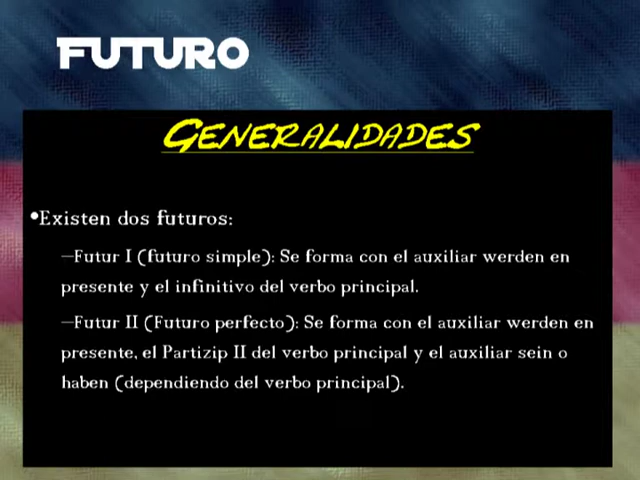 FUTURO
GENERALIDADES
•Existen dos futuros:
–Futur I (futuro simple): Se forma con el auxiliar werden en
presente y el infinitivo del verbo principal.
–Futur II (Futuro perfecto): Se forma con el auxiliar werden en
presente, el Partizip II del verbo principal y el auxiliar sein o
haben (dependiendo del verbo principal).